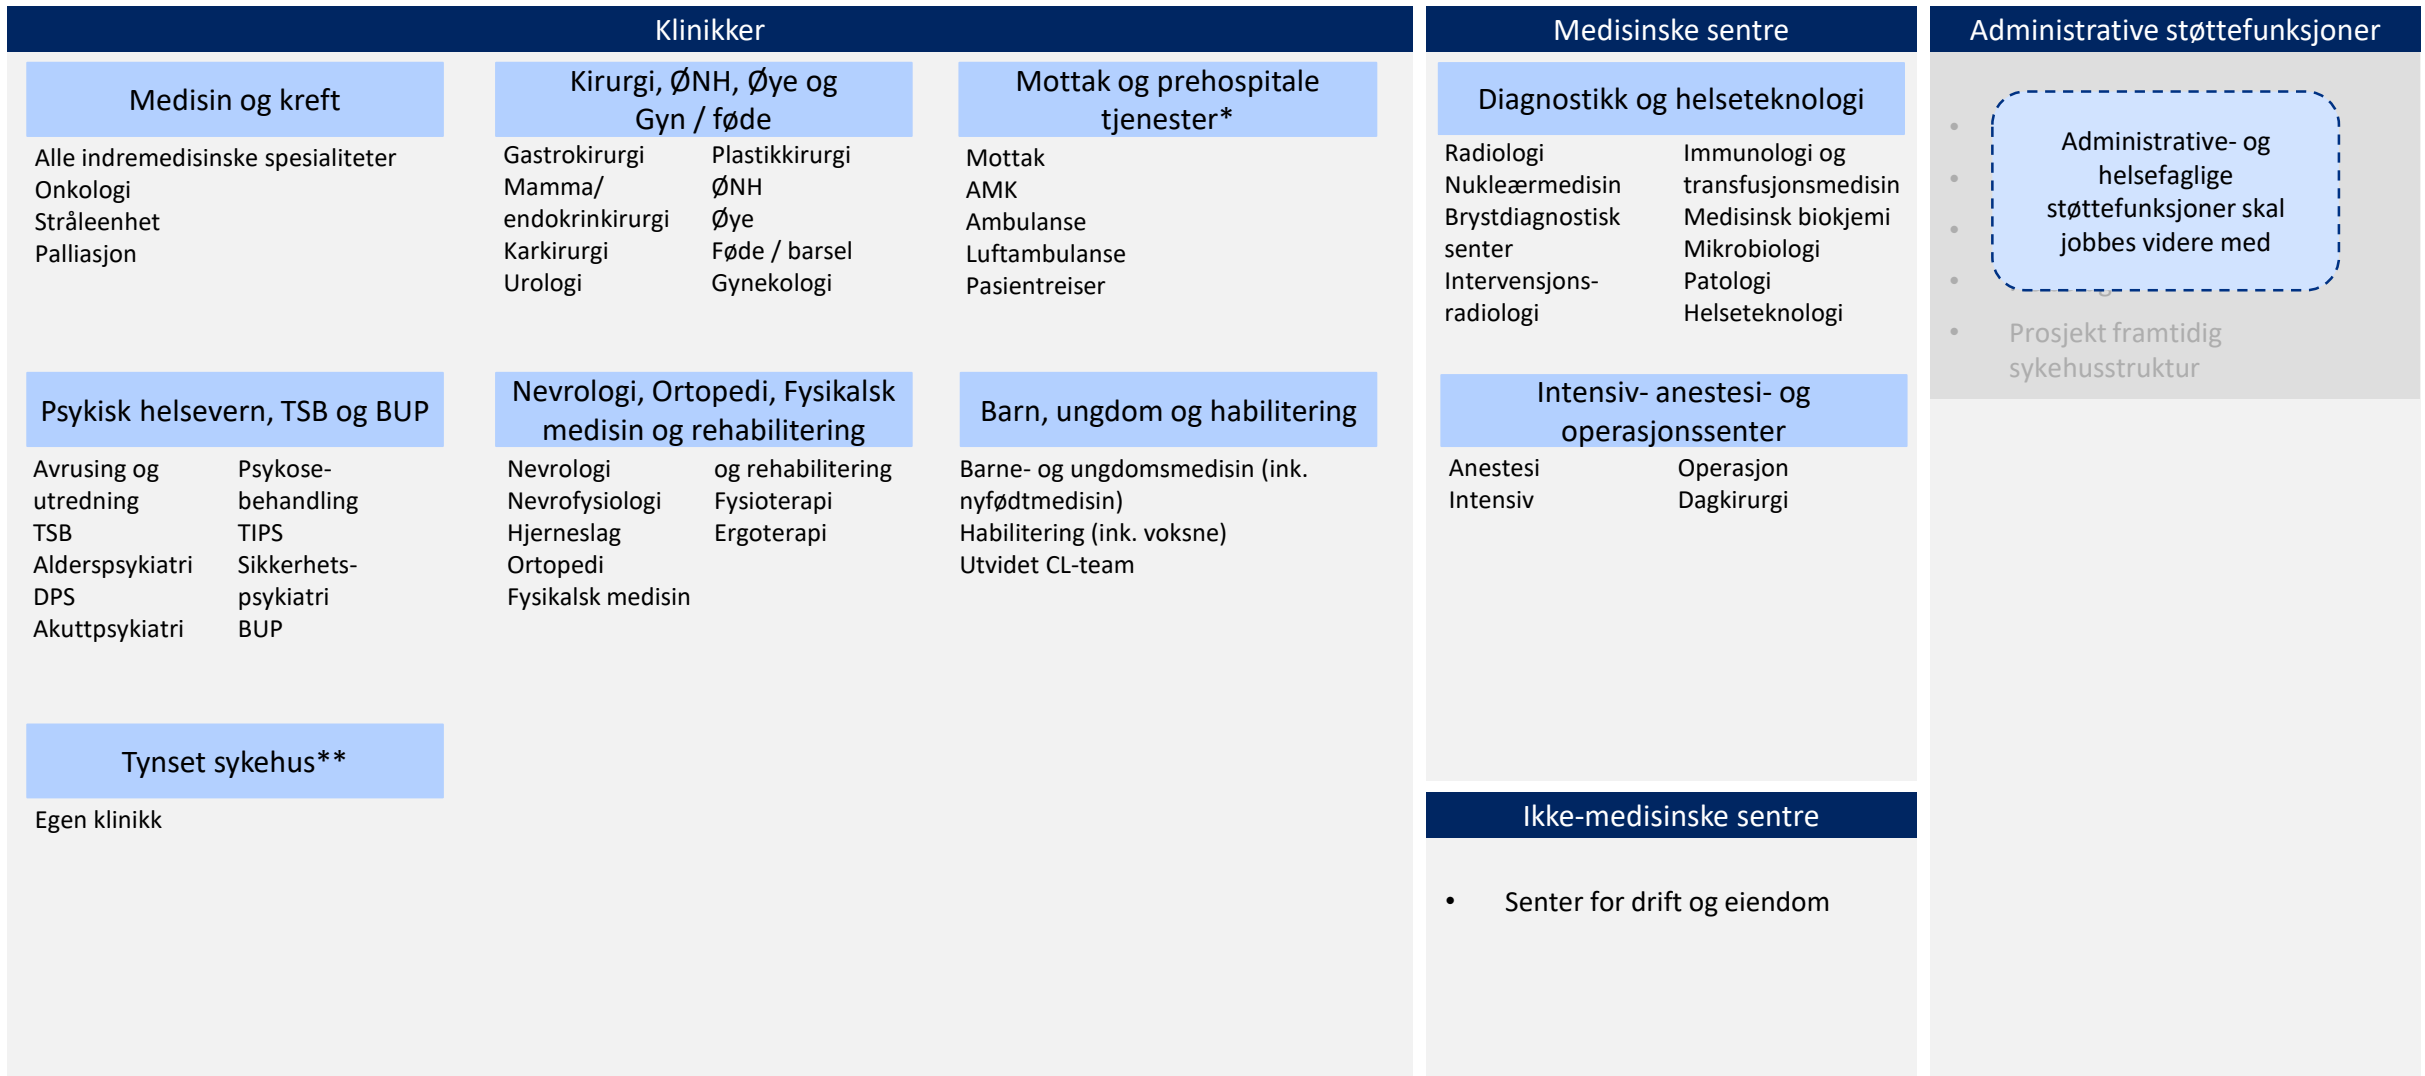 Klinikker
Medisin og kreft
Alle indremedisinske spesialiteter
Onkologi
Stråleenhet
Palliasjon
Kirurgi, ØNH, Øye og
Gyn / føde
Gastrokirurgi
Mamma/
endokrinkirurgi
Karkirurgi
Urologi
Plastikkirurgi
ØNH
Øye
Føde / barsel
Gynekologi
Mottak og prehospitale
tjenester*
Mottak
AMK
Ambulanse
Luftambulanse
Pasientreiser
Psykisk helsevern, TSB og BUP
Avrusing og
utredning
TSB
Alderspsykiatri
DPS
Akuttpsykiatri
Psykose-
behandling
TIPS
Sikkerhets-
psykiatri
BUP
Nevrologi, Ortopedi, Fysikalsk
medisin og rehabilitering
Nevrologi
Nevrofysiologi
Hjerneslag
Ortopedi
Fysikalsk medisin
og rehabilitering
Fysioterapi
Ergoterapi
Barn, ungdom og habilitering
Barne- og ungdomsmedisin (ink.
nyfødtmedisin)
Habilitering (ink. voksne)
Utvidet CL-team
Tynset sykehus**
Egen klinikk
Medisinske sentre
Diagnostikk og helseteknologi
Radiologi
Nukleærmedisin
Brystdiagnostisk
senter
Intervensjons-
radiologi
Immunologi og
transfusjonsmedisin
Medisinsk biokjemi
Mikrobiologi
Patologi
Helseteknologi
Intensiv- anestesi- og
operasjonssenter
Anestesi
Intensiv
Operasjon
Dagkirurgi
Ikke-medisinske sentre
• Senter for drift og eiendom
Administrative støttefunksjoner
Administrative- og
helsefaglige
støttefunksjoner skal
jobbes videre med
• Prosjekt framtidig
sykehusstruktur